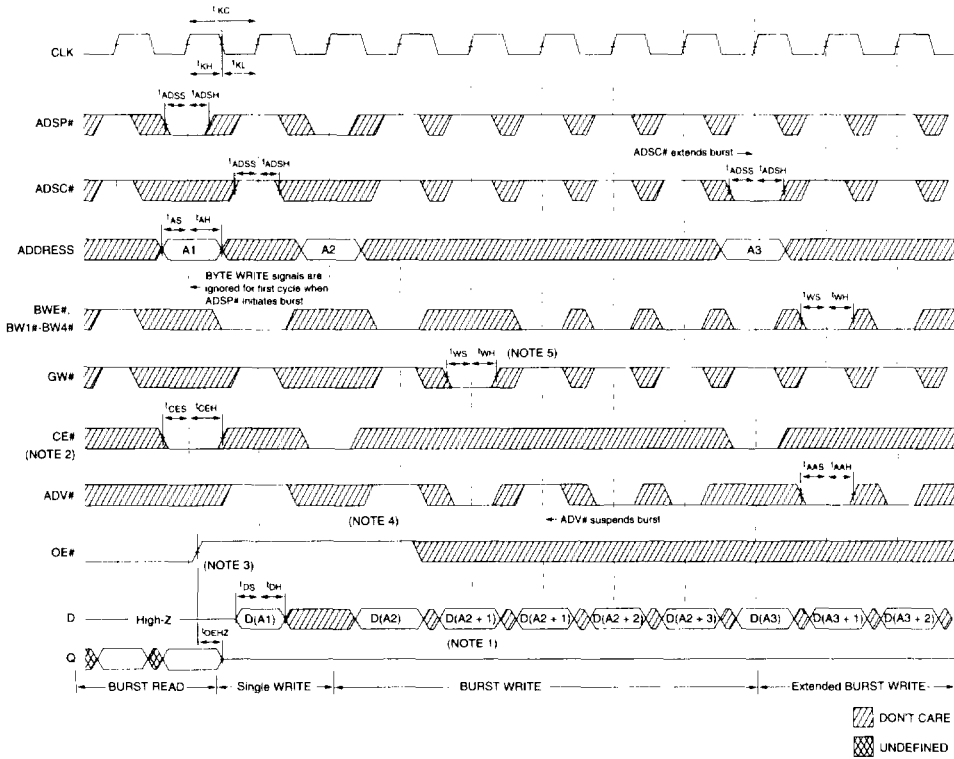 tKC
CLK
tKH tKL
tADSS tADSH
ADSP#
ADSC# extends burst
tADSS tADSH tADSS tADSH
ADSC#
tAS tAH
ADDRESS A1 A2 A3
BYTE WRITE signals are
ignored for first cycle when
ADSP# initiates burst
BWE#,
BW1#-BW4#
tWS tWH
tWS tWH (NOTE 5)
GW#
tCES tCEH
CE#
(NOTE 2)
tAAS tAAH
ADV#
(NOTE 4) ADV# suspends burst
OE#
(NOTE 3)
tDS tDH
D High-Z D(A1) D(A2) D(A2 + 1) D(A2 + 1) D(A2 + 2) D(A2 + 3) D(A3) D(A3 + 1) D(A3 + 2)
tOEHZ (NOTE 1)
Q
BURST READ Single WRITE BURST WRITE Extended BURST WRITE
DON'T CARE
UNDEFINED